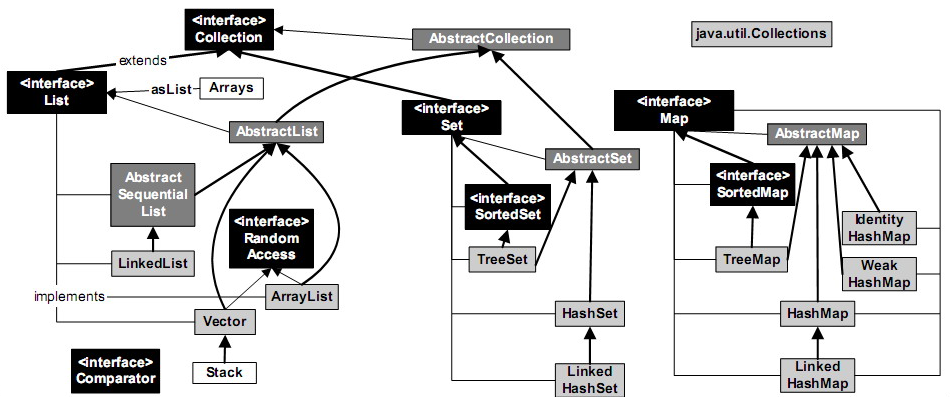 <interface>
Collection
AbstractCollection
java.util.Collections
extends
<interface>
List
asList
Arrays
<interface>
Set
<interface>
Map
AbstractList
AbstractMap
AbstractSet
Abstract
Sequential
List
<interface>
SortedSet
<interface>
SortedMap
<interface>
Random
Access
Identity
HashMap
LinkedList
TreeSet
TreeMap
Weak
HashMap
implements
ArrayList
Vector
HashSet
HashMap
<interface>
Comparator
Stack
Linked
HashSet
Linked
HashMap